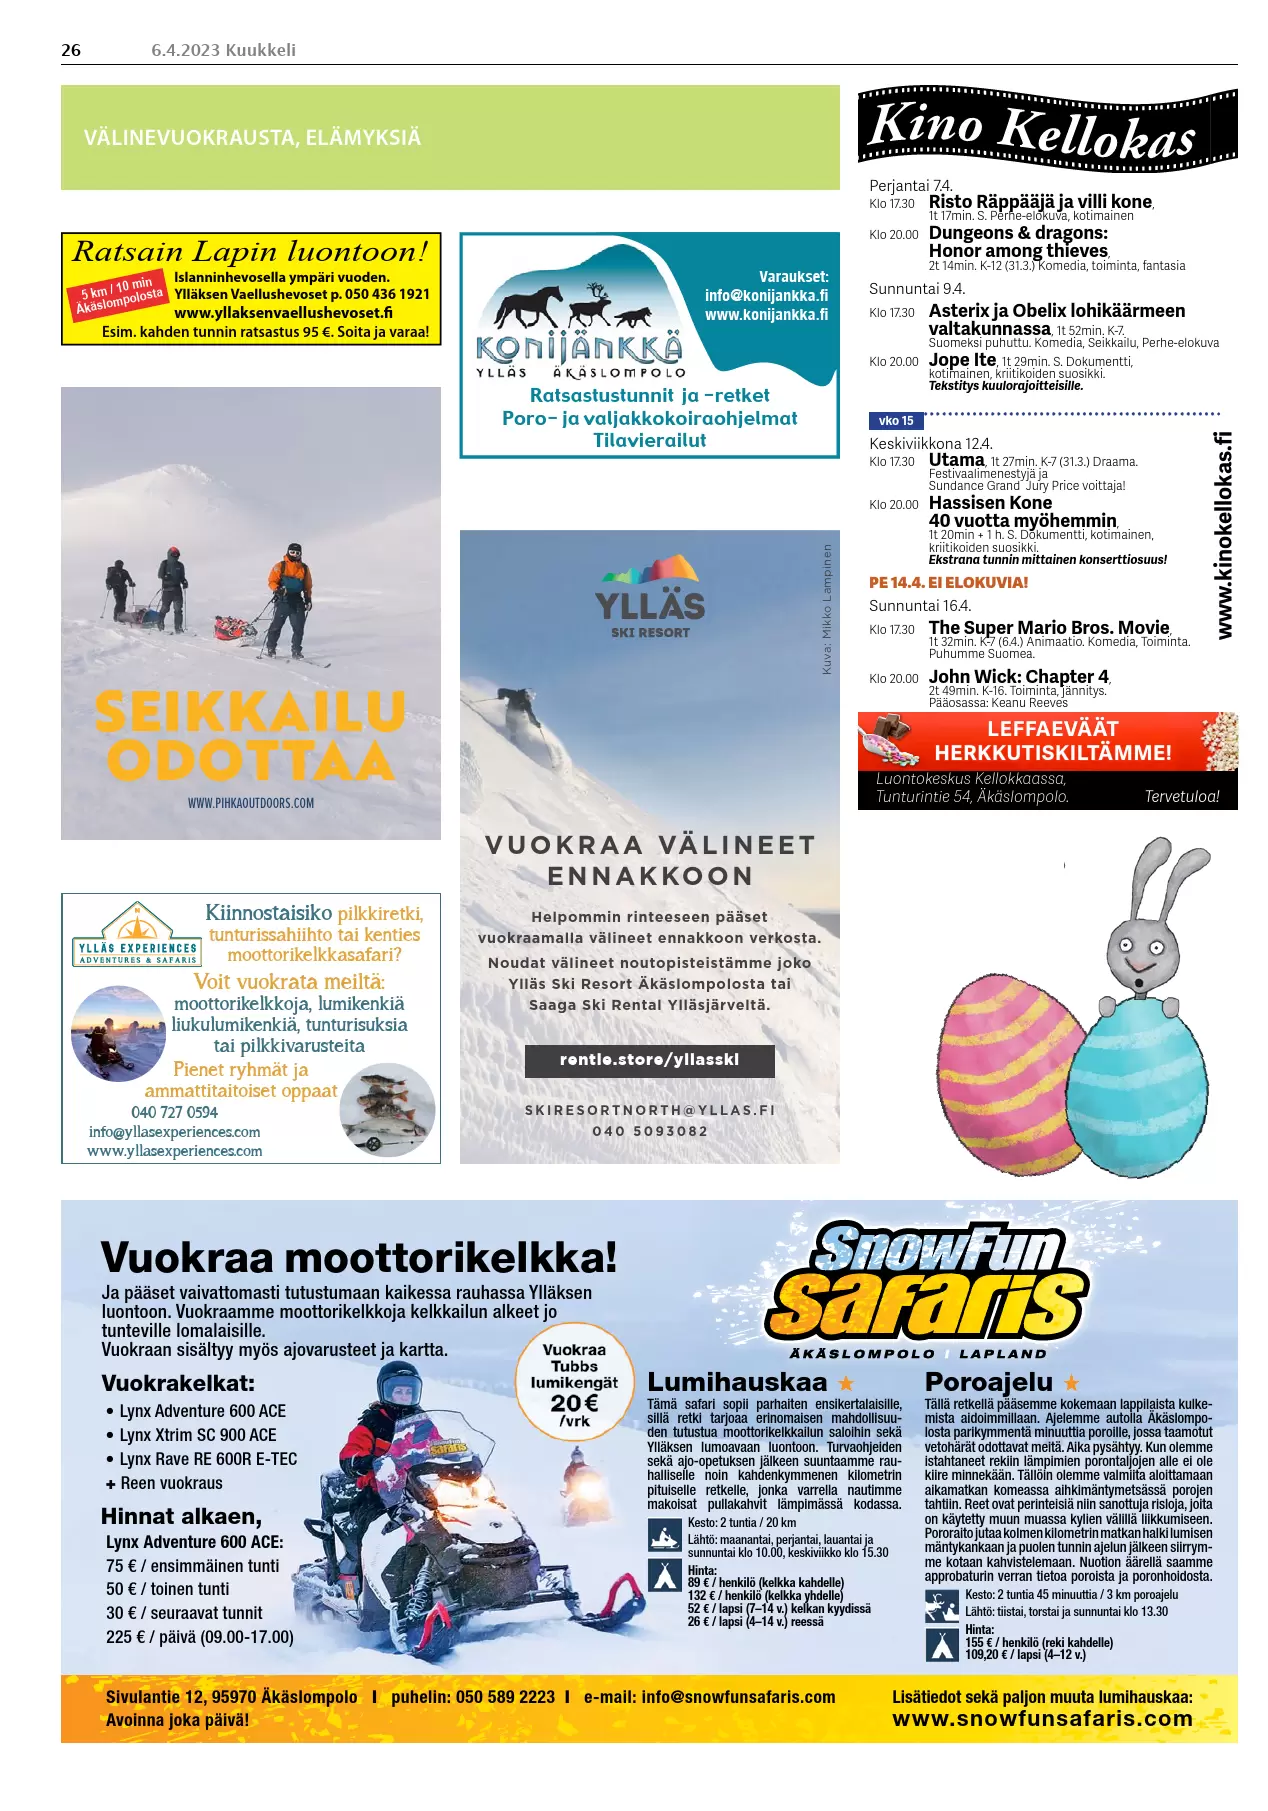 26
6.4.2023 Kuukkeli
VÄLINEVUOKRAUSTA, ELÄMYKSIÄ
Ratsain Lapin luontoon!
5 km / 10 min
Äkäslompolosta
Islanninhevosella ympäri vuoden.
Ylläksen Vaellushevoset p. 050 436 1921
www.yllaksenvaellushevoset.fi
Esim. kahden tunnin ratsastus 95 €. Soita ja varaa!
SEIKKAILU
ODOTTAA
WWW.PIHKAOUTDOORS.COM
YLLÄS EXPERIENCES
ADVENTURES & SAFARIS
Kiinnostaisiko pilkkiretki,
tunturissahiihto tai kenties
moottorikelkkasafari?
Voit vuokrata meiltä:
moottorikelkkoja, lumikenkiä
liukulumikenkiä, tunturisuksia
tai pilkkivarusteita
Pienet ryhmät ja
ammattitaitoiset oppaat
040 727 0594
info@yllasexperiences.com
www.yllasexperiences.com
Varaukset:
info@konijankka.fi
www.konijankka.fi
KONIJÄNKKÄ
YLLÄS ÄKÄSLOMPOLO
Ratsastustunnit ja -retket
Poro- ja valjakkokoiraohjelmat
Tilavierailut
Kuva: Mikko Lampinen
YLLÄS
SKI RESORT
VUOKRAA VÄLINEET
ENNAKKOON
Helpommin rinteeseen pääset
vuokraamalla välineet ennakkoon verkosta.
Noudat välineet noutopisteistämme joko
Ylläs Ski Resort Äkäslompolosta tai
Saaga Ski Rental Ylläsjärveltä.
rentle.store/yllasski
SKIRESORTNORTH@YLLAS.FI
040 5093082
Kino Kellokas
Perjantai 7.4.
Klo 17.30 Risto Räppääjä ja villi kone,
1t 17min. S. Perhe-elokuva, kotimainen
Klo 20.00 Dungeons & dragons:
Honor among thieves,
2t 14min. K-12 (31.3.) Komedia, toiminta, fantasia
Sunnuntai 9.4.
Klo 17.30 Asterix ja Obelix lohikäärmeen
valtakunnassa, 1t 52min. K-7.
Suomeksi puhuttu. Komedia, Seikkailu, Perhe-elokuva
Klo 20.00 Jope Ite, 1t 29min. S. Dokumentti,
kotimainen, kriitikoiden suosikki.
Tekstitys kuulorajoitteisille.
vko 15
Keskiviikkona 12.4.
Klo 17.30 Utama, 1t 27min. K-7 (31.3.) Draama.
Festivaalimenestyjä ja
Sundance Grand Jury Price voittaja!
Klo 20.00 Hassisen Kone
40 vuotta myöhemmin,
1t 20min + 1 h. S. Dokumentti, kotimainen,
kriitikoiden suosikki.
Ekstrana tunnin mittainen konserttiosuus!
PE 14.4. EI ELOKUVIA!
Sunnuntai 16.4.
Klo 17.30 The Super Mario Bros. Movie,
1t 32min. K-7 (6.4.) Animaatio. Komedia, Toiminta.
Puhumme Suomea.
Klo 20.00 John Wick: Chapter 4,
2t 49min. K-16. Toiminta, jännitys.
Pääosassa: Keanu Reeves
www.kinokellokas.fi
LEFFAEVÄÄT
HERKKUTISKILTÄMME!
Luontokeskus Kellokkaassa,
Tunturintie 54, Äkäslompolo. Tervetuloa!
Vuokraa moottorikelkka!
Ja pääset vaivattomasti tutustumaan kaikessa rauhassa Ylläksen
luontoon. Vuokraamme moottorikelkkoja kelkkailun alkeet jo
tunteville lomalaisille.
Vuokraan sisältyy myös ajovarusteet ja kartta.
Vuokrakelkat:
• Lynx Adventure 600 ACE
• Lynx Xtrim SC 900 ACE
• Lynx Rave RE 600R E-TEC
+ Reen vuokraus
Hinnat alkaen,
Lynx Adventure 600 ACE:
75 € / ensimmäinen tunti
50 € / toinen tunti
30 € / seuraavat tunnit
225 € / päivä (09.00-17.00)
Vuokraa
Tubbs
lumikengät
20 €
/vrk
SnowFun
Safaris
ÄKÄSLOMPOLO I LAPLAND
Lumihauskaa
Tämä safari sopii parhaiten ensikertalaisille,
sillä retki tarjoaa erinomaisen mahdollisuu-
den tutustua moottorikelkkailun saloihin sekä
Ylläksen lumoavaan luontoon. Turvaohjeiden
sekä ajo-opetuksen jälkeen suuntaamme rau-
halliselle noin kahdenkymmenen kilometrin
pituiselle retkelle, jonka varrella nautimme
makoisat pullakahvit lämpimässä kodassa.
Kesto: 2 tuntia / 20 km
Lähtö: maanantai, perjantai, lauantai ja
sunnuntai klo 10.00, keskiviikko klo 15.30
Hinta:
89 € / henkilö (kelkka kahdelle)
132 € / henkilö (kelkka yhdelle)
52 € / lapsi (7–14 v.) kelkan kyydissä
26 € / lapsi (4–14 v.) reessä
Poroajelu
Tällä retkellä pääsemme kokemaan lappilaista kulke-
mista aidoimmillaan. Ajelemme autolla Äkäslompo-
losta parikymmentä minuuttia poroille, jossa taamotut
vetohärät odottavat meitä. Aika pysähtyy. Kun olemme
istahtaneet rekiin lämpimien porontaljojen alle ei ole
kiire minnekään. Tällöin olemme valmiita aloittamaan
aikamatkan komeassa aihkimäntymetsässä porojen
tahtiin. Reet ovat perinteisiä niin sanottuja risloja, joita
on käytetty muun muassa kylien välillä liikkumiseen.
Pororaito jutaa kolmen kilometrin matkan halki lumisen
mäntykankaan ja puolen tunnin ajelun jälkeen siirrym-
me kotaan kahvistelemaan. Nuotion äärellä saamme
approbaturin verran tietoa poroista ja poronhoidosta.
Kesto: 2 tuntia 45 minuuttia / 3 km poroajelu
Lähtö: tiistai, torstai ja sunnuntai klo 13.30
Hinta:
155 € / henkilö (reki kahdelle)
109,20 € / lapsi (4–12 v.)
Sivulantie 12, 95970 Äkäslompolo I puhelin: 050 589 2223 I e-mail: info@snowfunsafaris.com
Avoinna joka päivä!
Lisätiedot sekä paljon muuta lumihauskaa:
www.snowfunsafaris.com